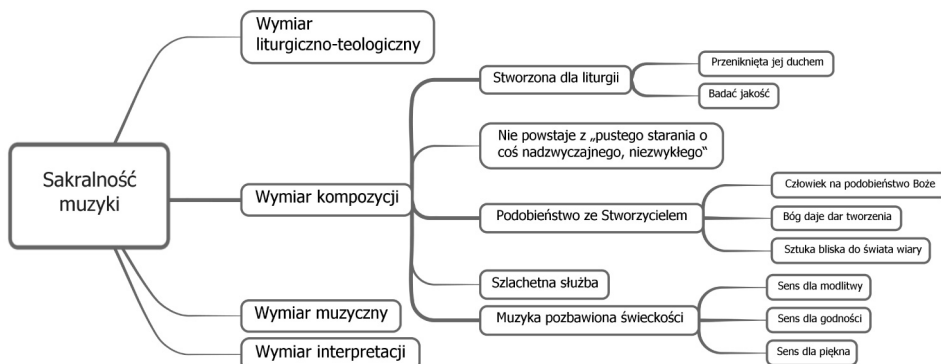 Sakralność
muzyki
Wymiar
liturgiczno-teologiczny
Wymiar kompozycji
Stworzona dla liturgii
Przeniknięta jej duchem
Badać jakość
Nie powstaje z „pustego starania o
coś nadzwyczajnego, niezwykłego“
Podobieństwo ze Stworzycielem
Człowiek na podobieństwo Boże
Bóg daje dar tworzenia
Sztuka bliska do świata wiary
Szlachetna służba
Muzyka pozbawiona świeckości
Sens dla modlitwy
Sens dla godności
Sens dla piękna
Wymiar muzyczny
Wymiar interpretacji